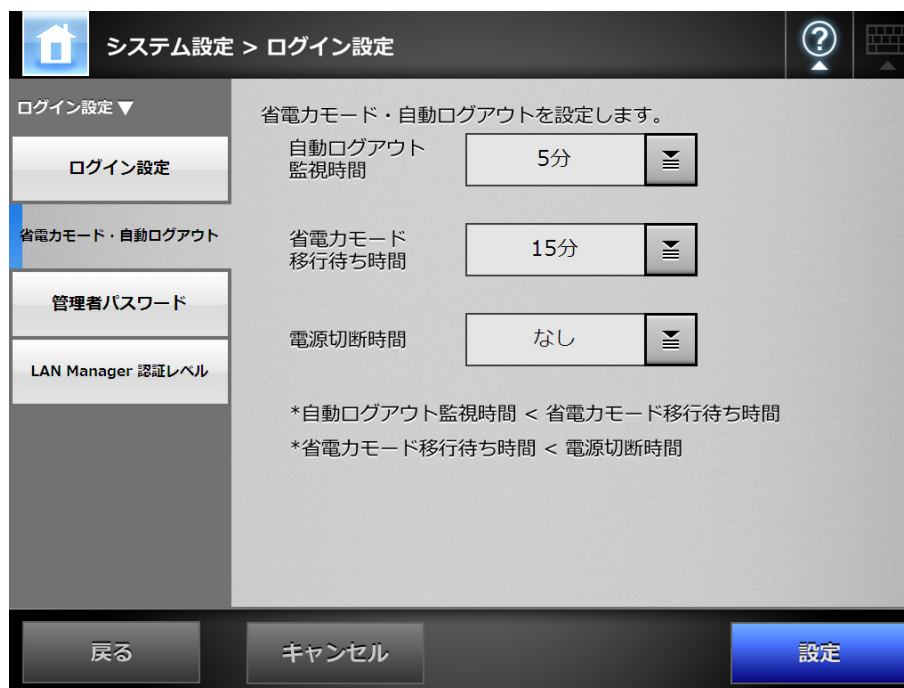 システム設定 > ログイン設定
ログイン設定▼
ログイン設定
省電力モード・自動ログアウト
管理者パスワード
LAN Manager 認証レベル
省電力モード・自動ログアウトを設定します。
自動ログアウト
監視時間
5分
省電力モード
移行待ち時間
15分
電源切断時間
なし
*自動ログアウト監視時間 < 省電力モード移行待ち時間
*省電力モード移行待ち時間 < 電源切断時間
戻る
キャンセル
設定